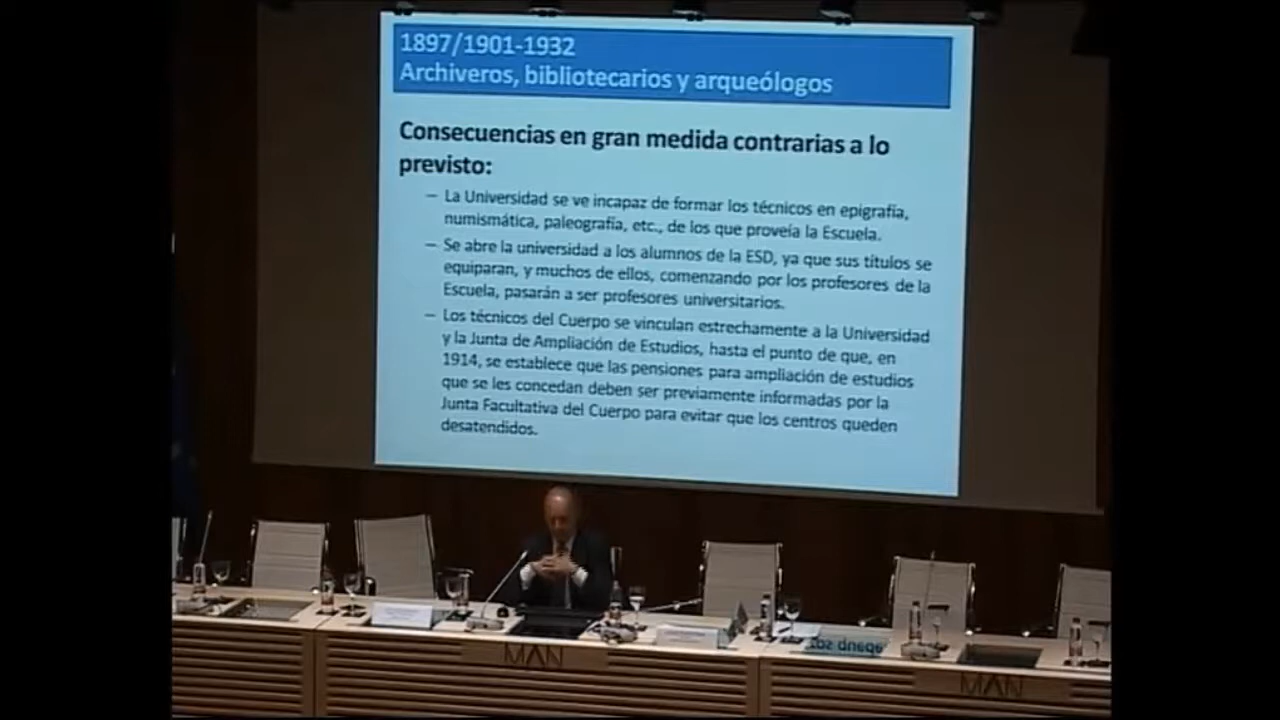 1897/1901-1932
Archiveros, bibliotecarios y arqueólogos
Consecuencias en gran medida contrarias a lo
previsto:
– La Universidad se ve incapaz de formar los técnicos en epigrafía,
numismática, paleografía, etc., de los que proveía la Escuela.
– Se abre la universidad a los alumnos de la ESD, ya que sus títulos se
equiparan, y muchos de ellos, comenzando por los profesores de la
Escuela, pasarán a ser profesores universitarios.
– Los técnicos del Cuerpo se vinculan estrechamente a la Universidad
y la Junta de Ampliación de Estudios, hasta el punto de que, en
1914, se establece que las pensiones para ampliación de estudios
que se les concedan deben ser previamente informadas por la
Junta Facultativa del Cuerpo para evitar que los centros queden
desatendidos.
MAN
MAN